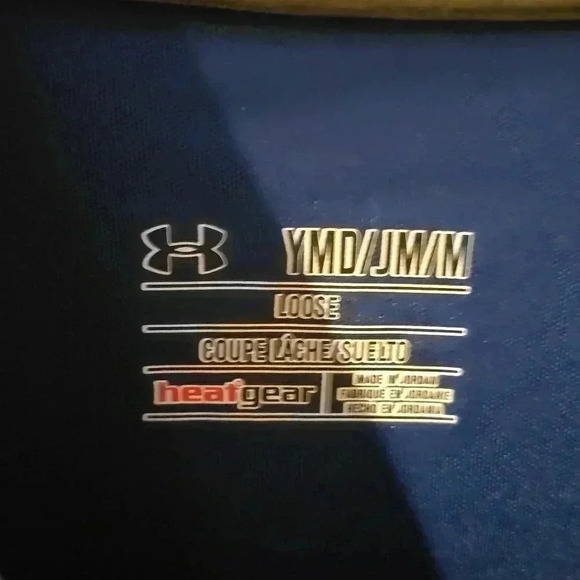 YMD/JM/M
LOOSE
COUPE LÂCHE/SUELTO
heatgear
MADE IN JORDAN
FABRIQUÉ EN JORDANIE
HECHO EN JORDANIA